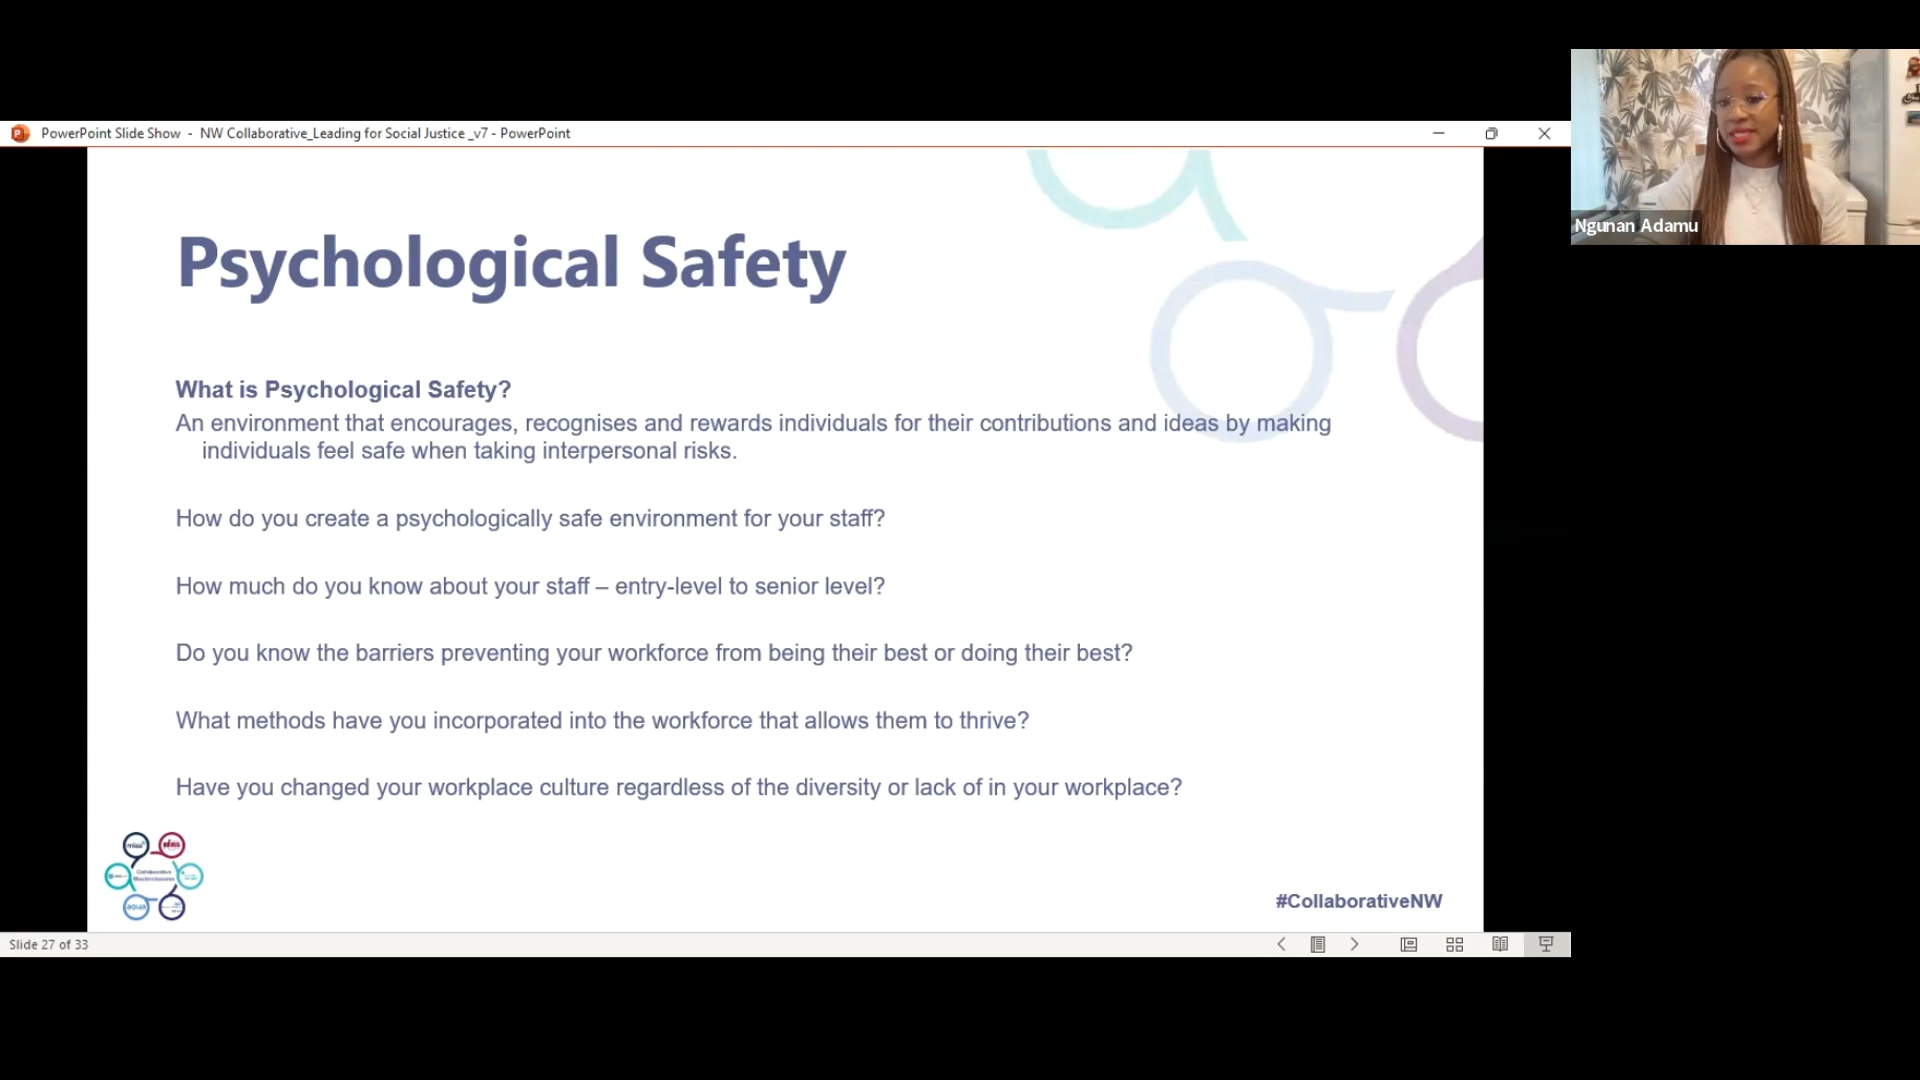 PowerPoint Slide Show - NW Collaborative_Leading for Social Justice _v7 - PowerPoint
Ngunan Adamu
Psychological Safety
What is Psychological Safety?
An environment that encourages, recognises and rewards individuals for their contributions and ideas by making
individuals feel safe when taking interpersonal risks.
How do you create a psychologically safe environment for your staff?
How much do you know about your staff – entry-level to senior level?
Do you know the barriers preventing your workforce from being their best or doing their best?
What methods have you incorporated into the workforce that allows them to thrive?
Have you changed your workplace culture regardless of the diversity or lack of in your workplace?
Collaborative
Masterclasses
aqua
#CollaborativeNW
Slide 27 of 33